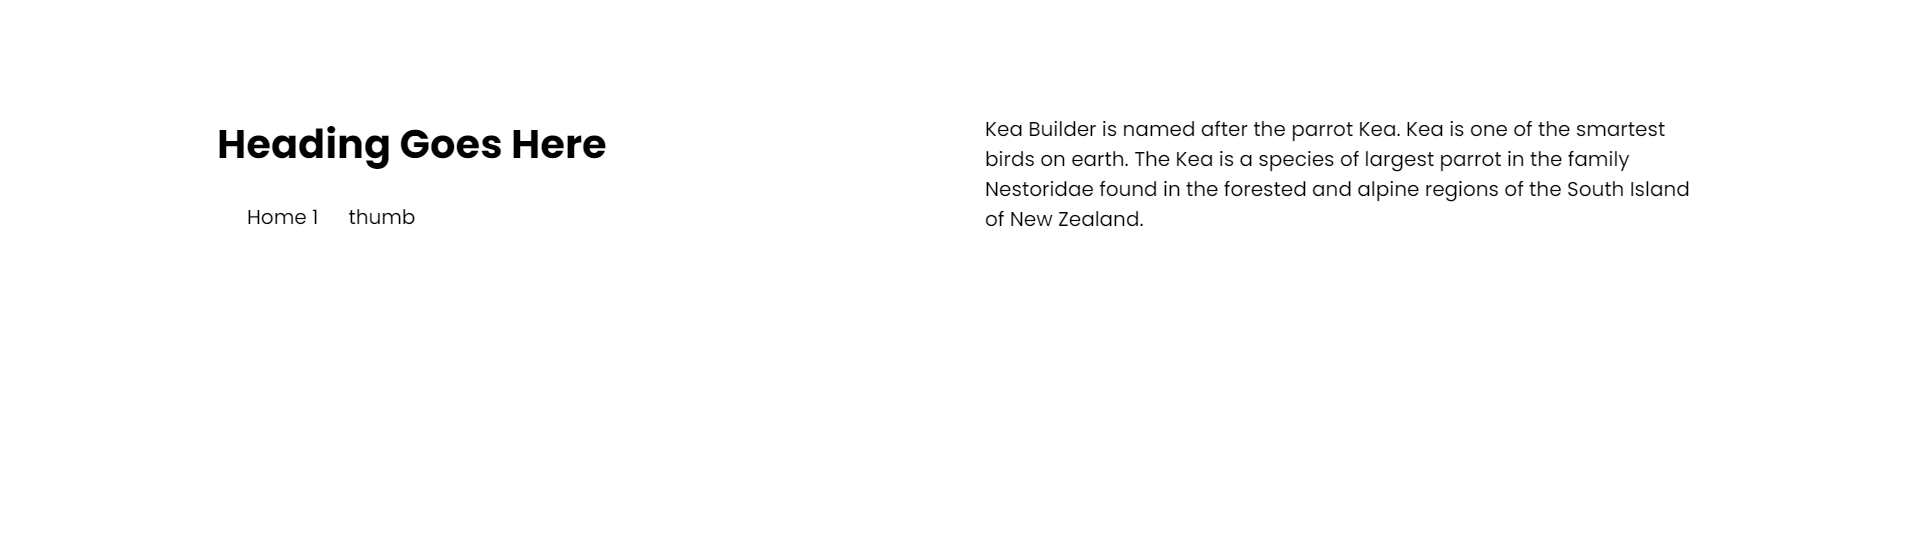 Heading Goes Here
Home 1 thumb
Kea Builder is named after the parrot Kea. Kea is one of the smartest
birds on earth. The Kea is a species of largest parrot in the family
Nestoridae found in the forested and alpine regions of the South Island
of New Zealand.